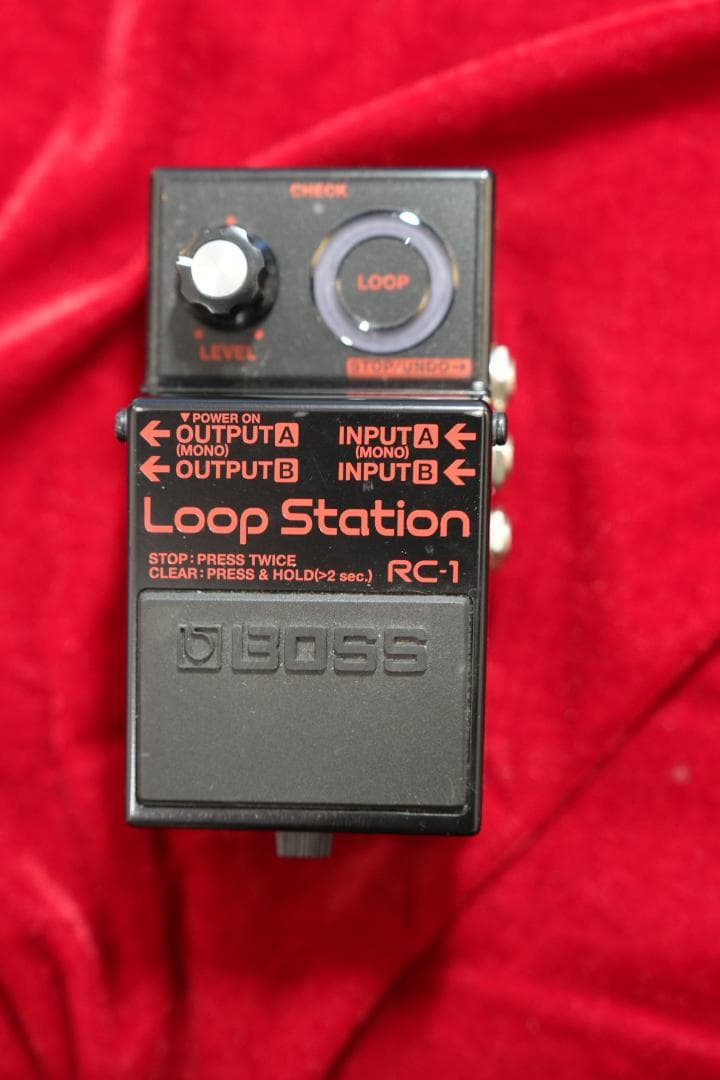 CHECK
LOOP
LEVEL
STOP/UNDO→
▼POWER ON
←OUTPUT A
(MONO)
←OUTPUT B
INPUT A←
(MONO)
INPUT B←
Loop Station
STOP:PRESS TWICE
CLEAR:PRESS & HOLD(>2 sec.)
RC-1
BOSS